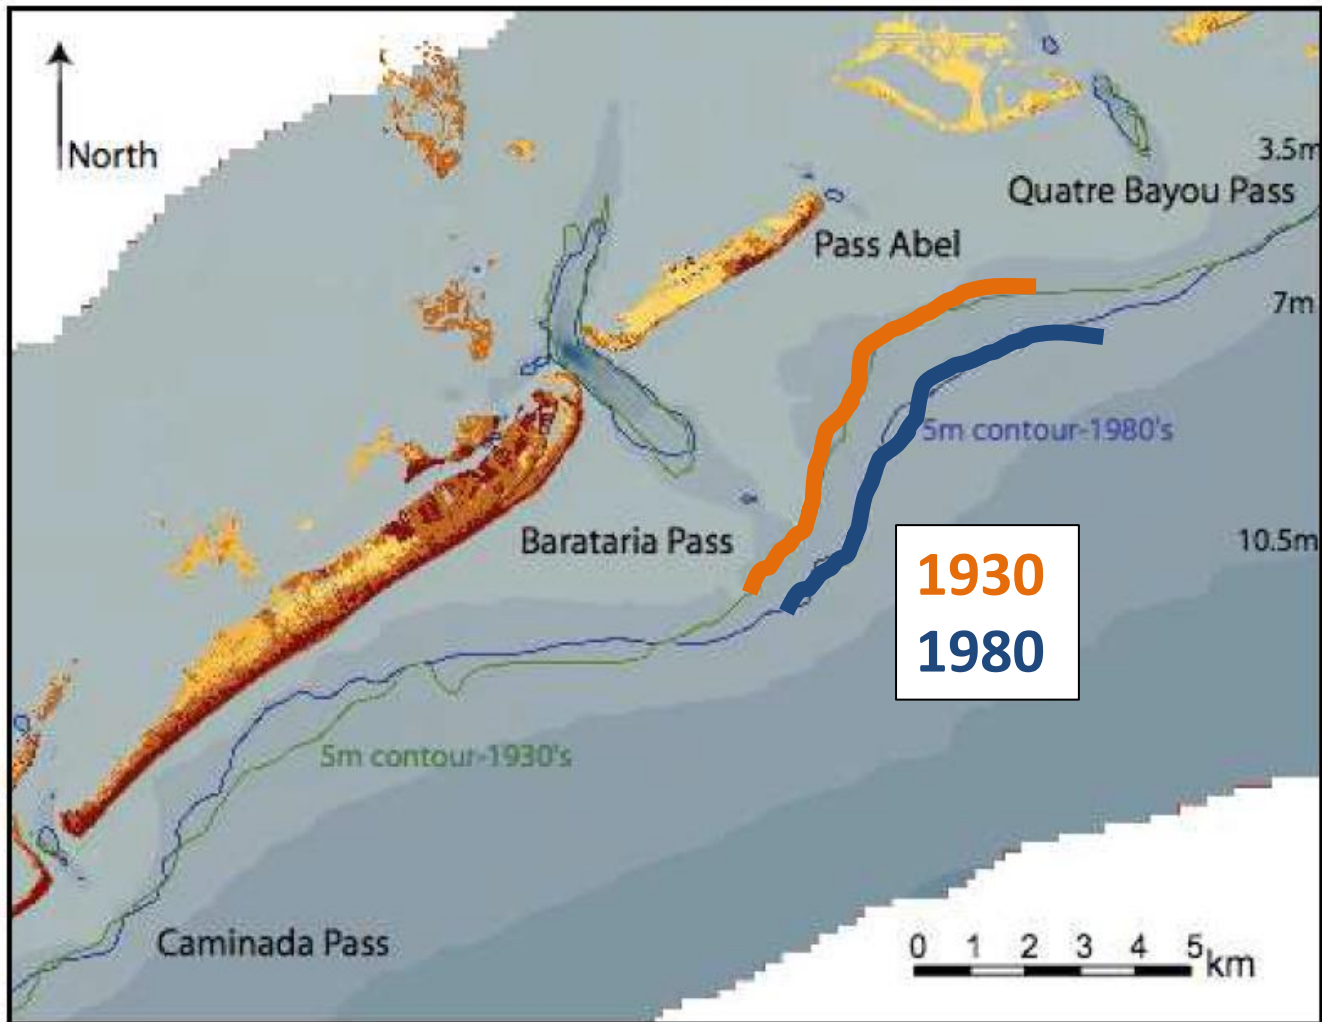 North
3.5m
Quatre Bayou Pass
Pass Abel
7m
5m contour-1980's
Barataria Pass
10.5m
1930
1980
5m contour-1930's
Caminada Pass
0 1 2 3 4 5 km